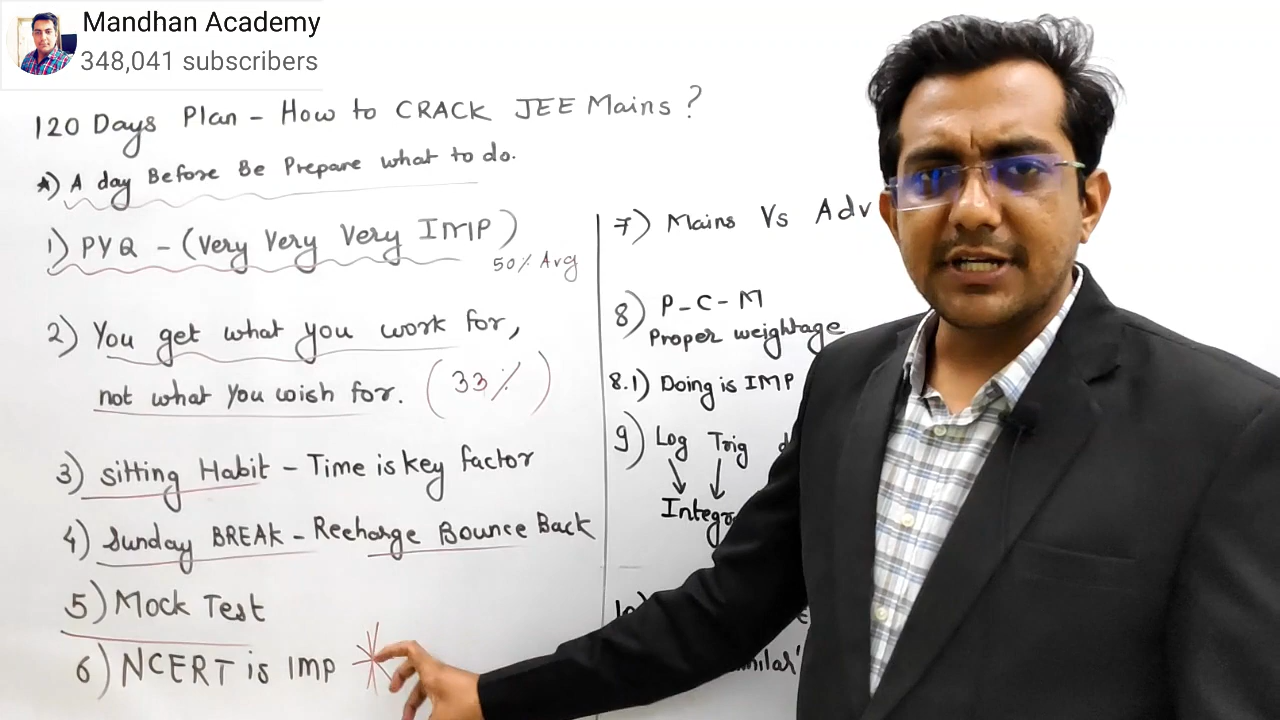 Mandhan Academy
348,041 subscribers
120 Days Plan - How to CRACK JEE Mains?
A day Before Be Prepare what to do.
1) PYQ - (Very Very Very IMP)
50% Avg
2) You get what you work for,
not what you wish for. (33%)
3) Sitting Habit - Time is key factor
4) Sunday BREAK - Recharge Bounce Back
5) Mock Test
6) NCERT is IMP
7) Mains Vs Adv
8) P-C-M
Proper weightage
8.1) Doing is IMP
9) Log Trig
Integr